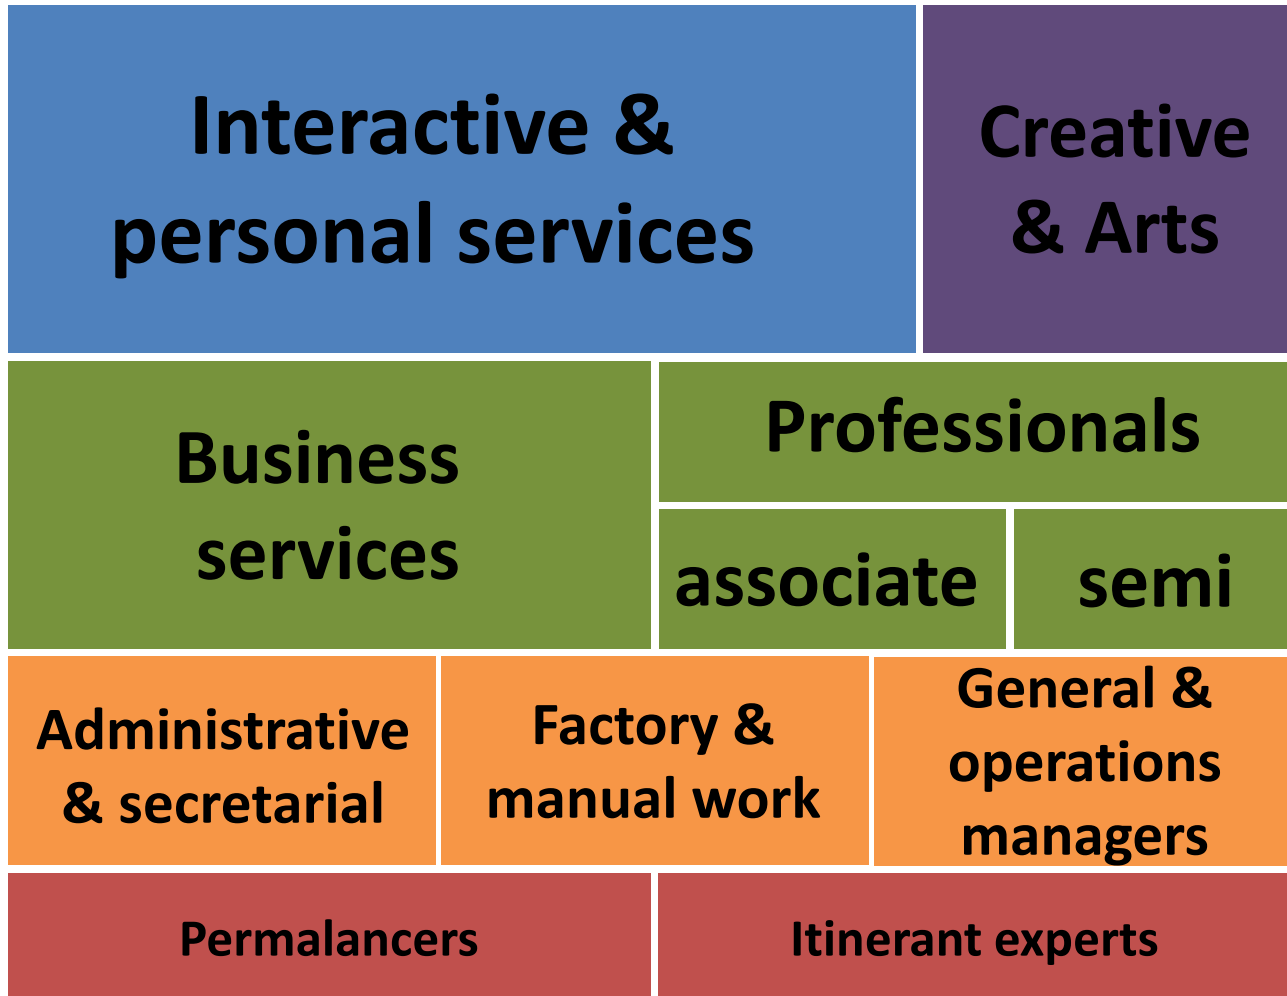 Interactive &
personal services
Creative
& Arts
Business
services
Professionals
associate
semi
Administrative
& secretarial
Factory &
manual work
General &
operations
managers
Permalancers
Itinerant experts